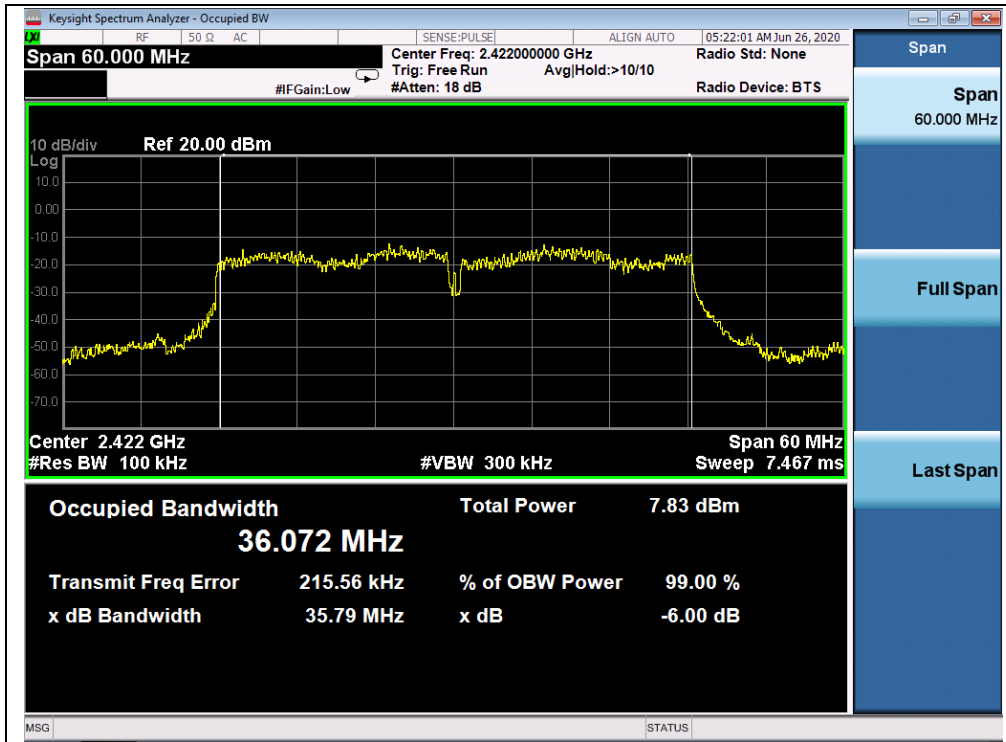 Keysight Spectrum Analyzer - Occupied BW
LXI RF 50 Ω AC SENSE:PULSE ALIGN AUTO 05:22:01 AM Jun 26, 2020
Span 60.000 MHz
Center Freq: 2.422000000 GHz Radio Std: None
Trig: Free Run Avg|Hold:>10/10
#IFGain:Low #Atten: 18 dB Radio Device: BTS
10 dB/div Ref 20.00 dBm
Log
10.0
0.00
-10.0
-20.0
-30.0
-40.0
-50.0
-60.0
-70.0
Center 2.422 GHz Span 60 MHz
#Res BW 100 kHz #VBW 300 kHz Sweep 7.467 ms
Occupied Bandwidth Total Power 7.83 dBm
36.072 MHz
Transmit Freq Error 215.56 kHz % of OBW Power 99.00 %
x dB Bandwidth 35.79 MHz x dB -6.00 dB
MSG STATUS
Span
Span
60.000 MHz
Full Span
Last Span